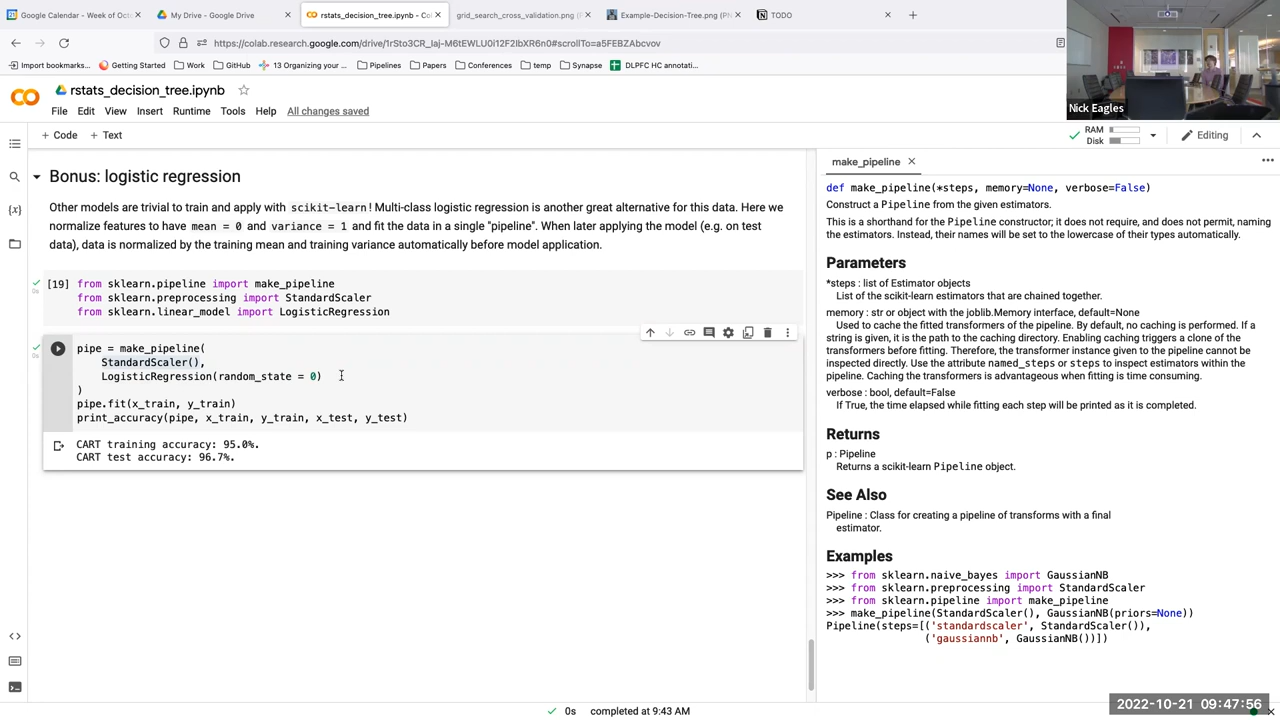 Google Calendar - Week of Octo
My Drive - Google Drive
rstats_decision_tree.ipynb - Co
grid_search_cross_validation.png (P
Example-Decision-Tree.png (PN
TODO
https://colab.research.google.com/drive/1rSto3CR_Iaj-M6tEWLU0i12F2lbXR6n0#scrollTo=a5FEBZAbcvov
Import bookmarks...
Getting Started
Work
GitHub
13 Organizing your ...
Pipelines
Papers
Conferences
temp
Synapse
DLPFC HC annotati...
Nick Eagles
rstats_decision_tree.ipynb
File Edit View Insert Runtime Tools Help All changes saved
+ Code + Text
RAM
Disk
Editing
Bonus: logistic regression
Other models are trivial to train and apply with scikit-learn! Multi-class logistic regression is another great alternative for this data. Here we
normalize features to have mean = 0 and variance = 1 and fit the data in a single "pipeline". When later applying the model (e.g. on test
data), data is normalized by the training mean and training variance automatically before model application.
[19] from sklearn.pipeline import make_pipeline
from sklearn.preprocessing import StandardScaler
from sklearn.linear_model import LogisticRegression
pipe = make_pipeline(
StandardScaler(),
LogisticRegression(random_state = 0)
)
pipe.fit(x_train, y_train)
print_accuracy(pipe, x_train, y_train, x_test, y_test)
CART training accuracy: 95.0%.
CART test accuracy: 96.7%.
make_pipeline
def make_pipeline(*steps, memory=None, verbose=False)
Construct a Pipeline from the given estimators.
This is a shorthand for the Pipeline constructor; it does not require, and does not permit, naming
the estimators. Instead, their names will be set to the lowercase of their types automatically.
Parameters
*steps : list of Estimator objects
List of the scikit-learn estimators that are chained together.
memory : str or object with the joblib.Memory interface, default=None
Used to cache the fitted transformers of the pipeline. By default, no caching is performed. If a
string is given, it is the path to the caching directory. Enabling caching triggers a clone of the
transformers before fitting. Therefore, the transformer instance given to the pipeline cannot be
inspected directly. Use the attribute named_steps or steps to inspect estimators within the
pipeline. Caching the transformers is advantageous when fitting is time consuming.
verbose : bool, default=False
If True, the time elapsed while fitting each step will be printed as it is completed.
Returns
p : Pipeline
Returns a scikit-learn Pipeline object.
See Also
Pipeline : Class for creating a pipeline of transforms with a final
estimator.
Examples
>>> from sklearn.naive_bayes import GaussianNB
>>> from sklearn.preprocessing import StandardScaler
>>> from sklearn.pipeline import make_pipeline
>>> make_pipeline(StandardScaler(), GaussianNB(priors=None))
Pipeline(steps=[('standardscaler', StandardScaler()),
('gaussiannb', GaussianNB())])
0s completed at 9:43 AM
2022-10-21 09:47:56